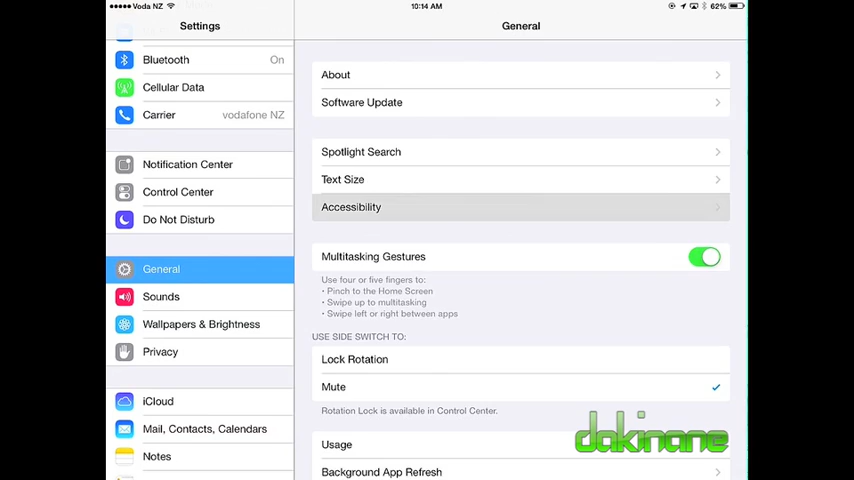 Voda NZ
10:14 AM
62%
Settings
Bluetooth On
Cellular Data
Carrier vodafone NZ
Notification Center
Control Center
Do Not Disturb
General
Sounds
Wallpapers & Brightness
Privacy
iCloud
Mail, Contacts, Calendars
Notes
General
About
Software Update
Spotlight Search
Text Size
Accessibility
Multitasking Gestures
Use four or five fingers to:
• Pinch to the Home Screen
• Swipe up to multitasking
• Swipe left or right between apps
USE SIDE SWITCH TO:
Lock Rotation
Mute
Rotation Lock is available in Control Center.
Usage
Background App Refresh
dakinane